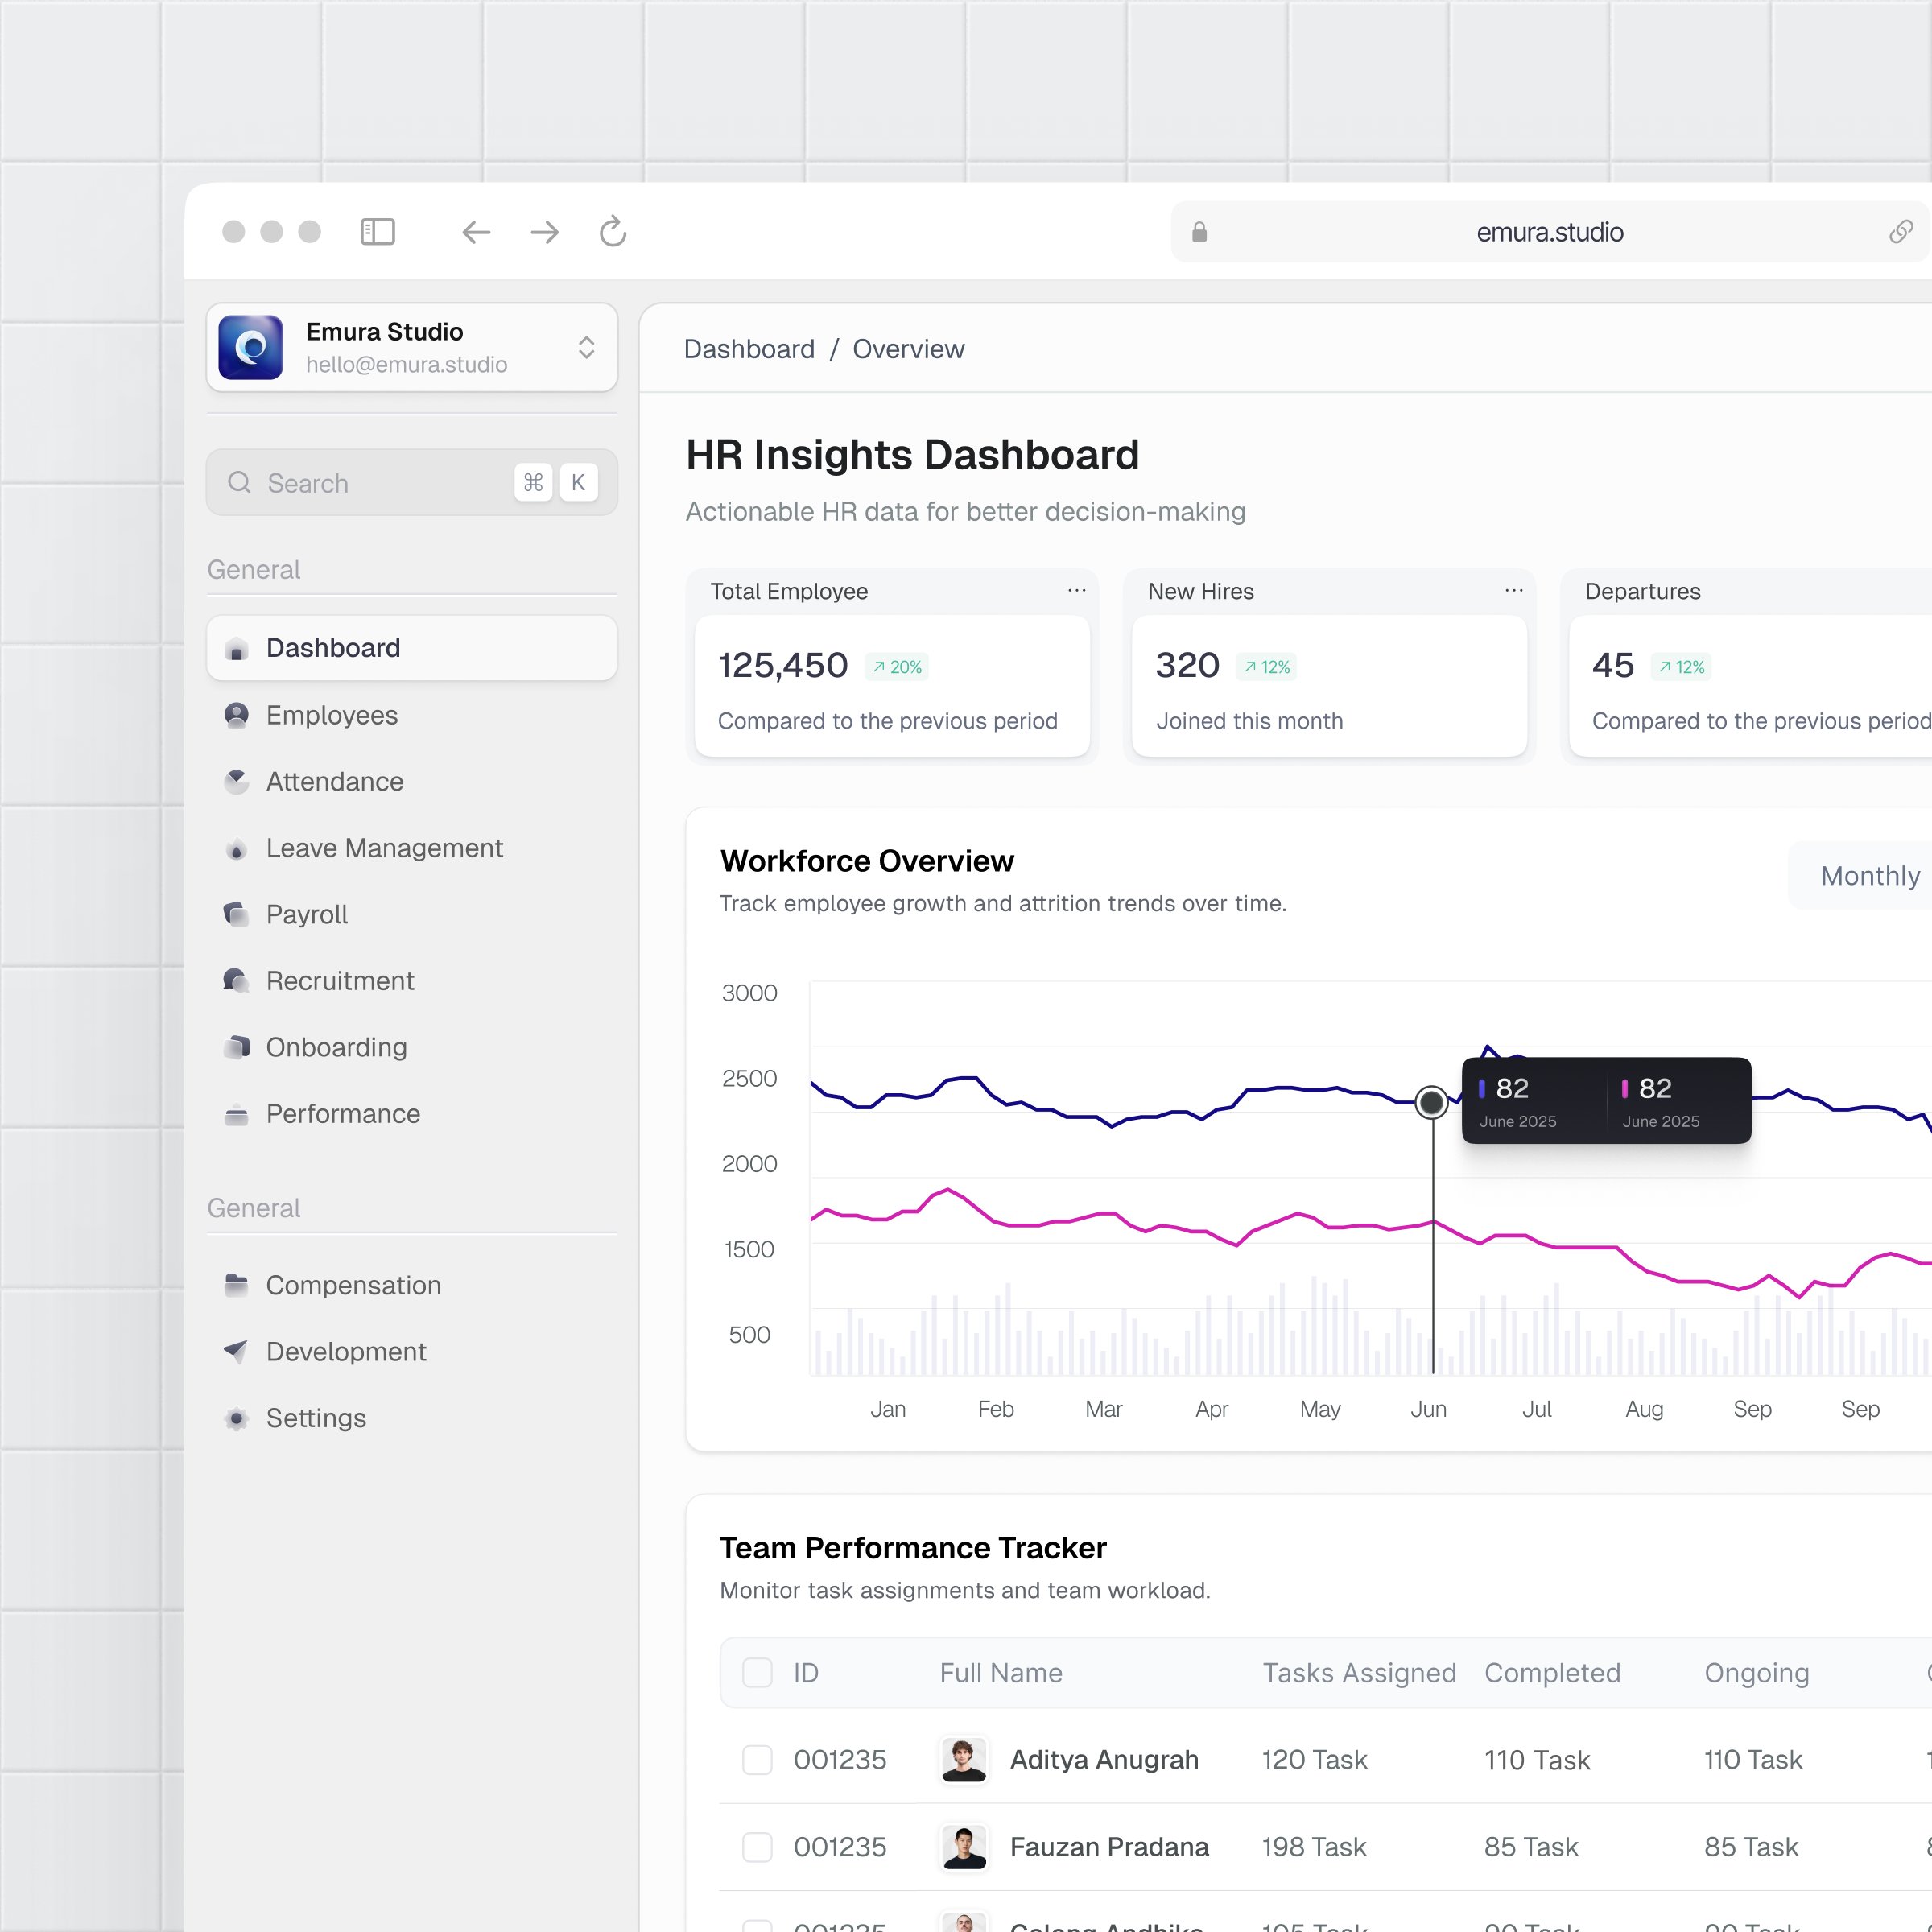 emura.studio
Emura Studio
hello@emura.studio
Search
⌘ K
General
Dashboard
Employees
Attendance
Leave Management
Payroll
Recruitment
Onboarding
Performance
General
Compensation
Development
Settings
Dashboard / Overview
HR Insights Dashboard
Actionable HR data for better decision-making
Total Employee ...
125,450 20%
Compared to the previous period
New Hires ...
320 12%
Joined this month
Departures
45 12%
Compared to the previous period
Workforce Overview
Track employee growth and attrition trends over time.
Monthly
3000
2500
2000
1500
500
82 82
June 2025 June 2025
Jan Feb Mar Apr May Jun Jul Aug Sep Sep
Team Performance Tracker
Monitor task assignments and team workload.
ID Full Name Tasks Assigned Completed Ongoing
001235 Aditya Anugrah 120 Task 110 Task 110 Task
001235 Fauzan Pradana 198 Task 85 Task 85 Task